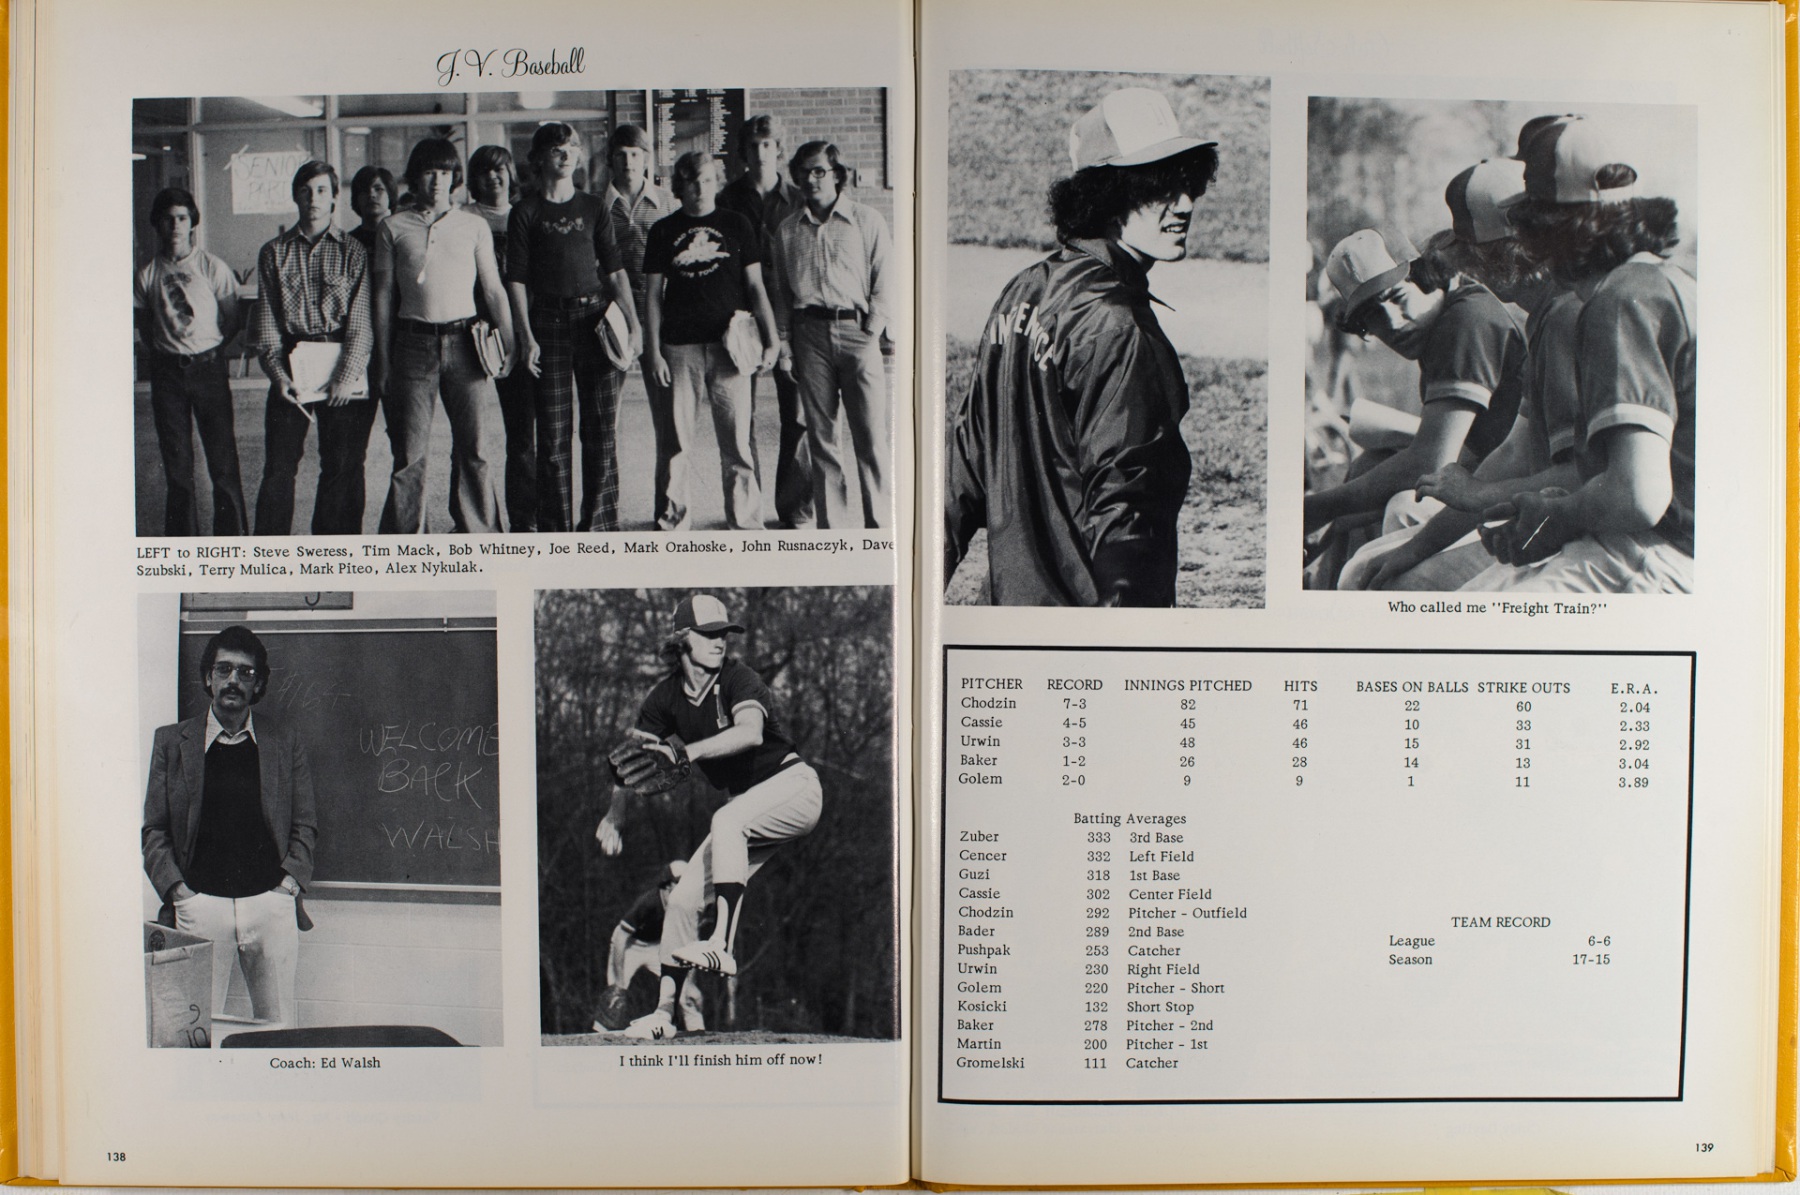 J. V. Baseball
SENIOR
PARTY
LEFT to RIGHT: Steve Sweress, Tim Mack, Bob Whitney, Joe Reed, Mark Orahoske, John Rusnaczyk, Dave
Szubski, Terry Mulica, Mark Piteo, Alex Nykulak.
WELCOME
BACK
WALSH
Coach: Ed Walsh
I think I'll finish him off now!
138
Who called me "Freight Train?"
PITCHER RECORD INNINGS PITCHED HITS BASES ON BALLS STRIKE OUTS E.R.A.
Chodzin 7-3 82 71 22 60 2.04
Cassie 4-5 45 46 10 33 2.33
Urwin 3-3 48 46 15 31 2.92
Baker 1-2 26 28 14 13 3.04
Golem 2-0 9 9 1 11 3.89
Batting Averages
Zuber 333 3rd Base
Cencer 332 Left Field
Guzi 318 1st Base
Cassie 302 Center Field
Chodzin 292 Pitcher - Outfield
Bader 289 2nd Base
Pushpak 253 Catcher
Urwin 230 Right Field
Golem 220 Pitcher - Short
Kosicki 132 Short Stop
Baker 278 Pitcher - 2nd
Martin 200 Pitcher - 1st
Gromelski 111 Catcher
TEAM RECORD
League 6-6
Season 17-15
139